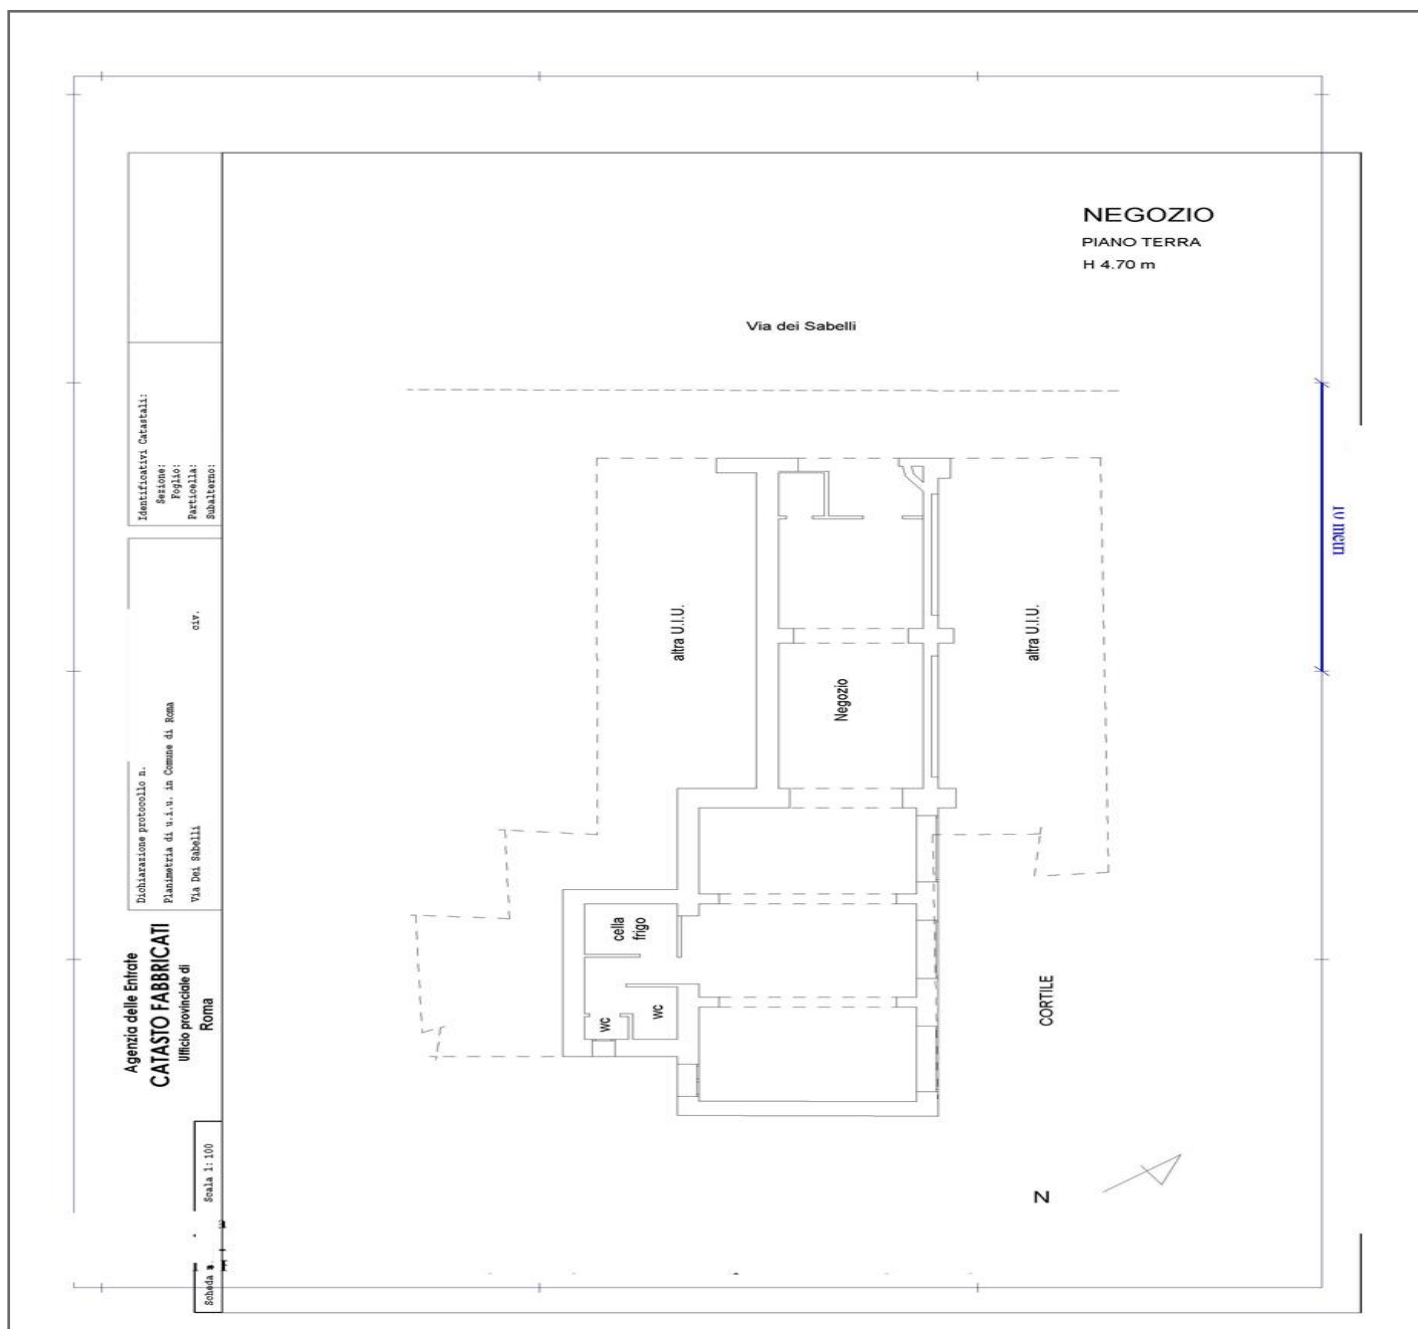 NEGOZIO
PIANO TERRA
H 4.70 m
Via dei Sabelli
Identificativi Catastali:
Sezione:
Foglio:
Particella:
Subalterno:
10 metri
altra U.I.U.
altra U.I.U.
Negozio
Dichiarazione protocollo n.
Planimetria di u.i.u. in Comune di Roma
Via Dei Sabelli civ.
cella
frigo
wc
wc
CORTILE
Agenzia delle Entrate
CATASTO FABBRICATI
Ufficio provinciale di
Roma
Scala 1:100
N
Scheda n.